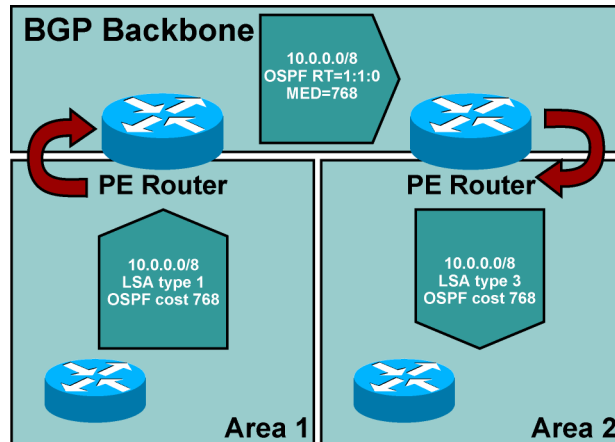 BGP Backbone
10.0.0.0/8
OSPF RT=1:1:0
MED=768
PE Router
PE Router
10.0.0.0/8
LSA type 1
OSPF cost 768
10.0.0.0/8
LSA type 3
OSPF cost 768
Area 1
Area 2